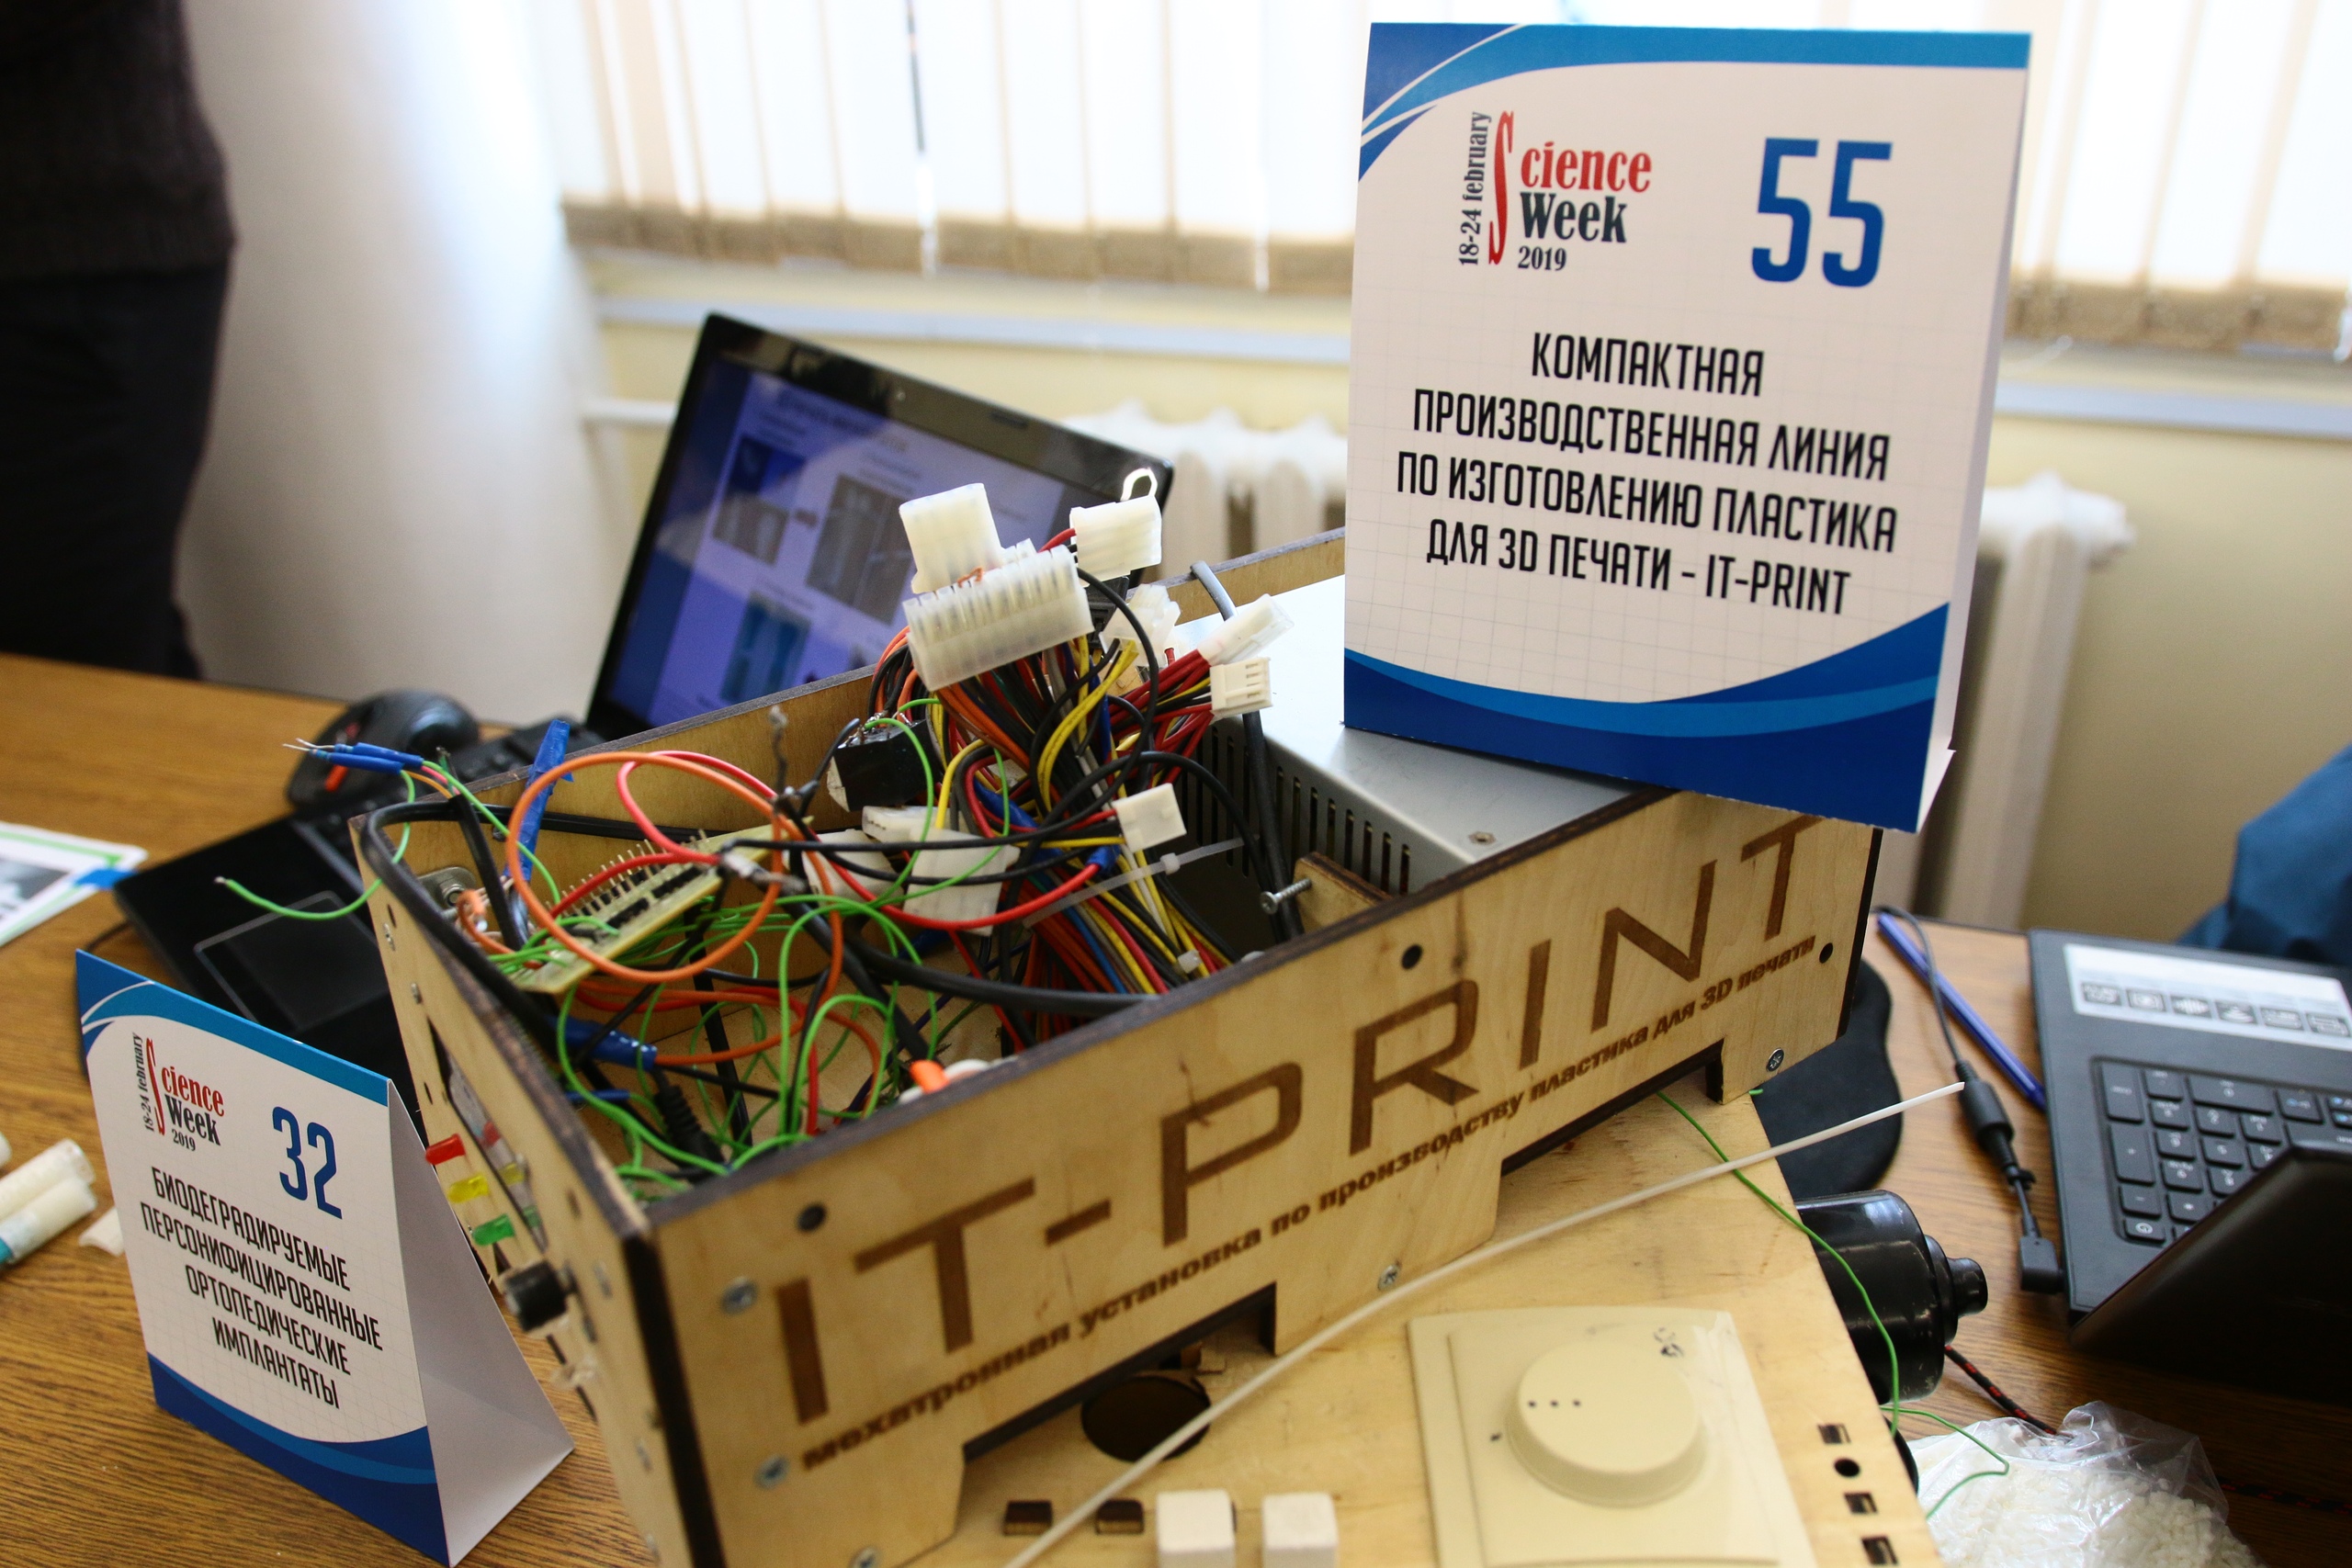 18-24 february
Science
Week
2019
55
КОМПАКТНАЯ
ПРОИЗВОДСТВЕННАЯ ЛИНИЯ
ПО ИЗГОТОВЛЕНИЮ ПЛАСТИКА
ДЛЯ 3D ПЕЧАТИ - IT-PRINT
IT-PRINT
мехатронная установка по производству пластика для 3D печати
18-24 february
Science
Week
2019
32
БИОДЕГРАДИРУЕМЫЕ
ПЕРСОНИФИЦИРОВАННЫЕ
ОРТОПЕДИЧЕСКИЕ
ИМПЛАНТАТЫ